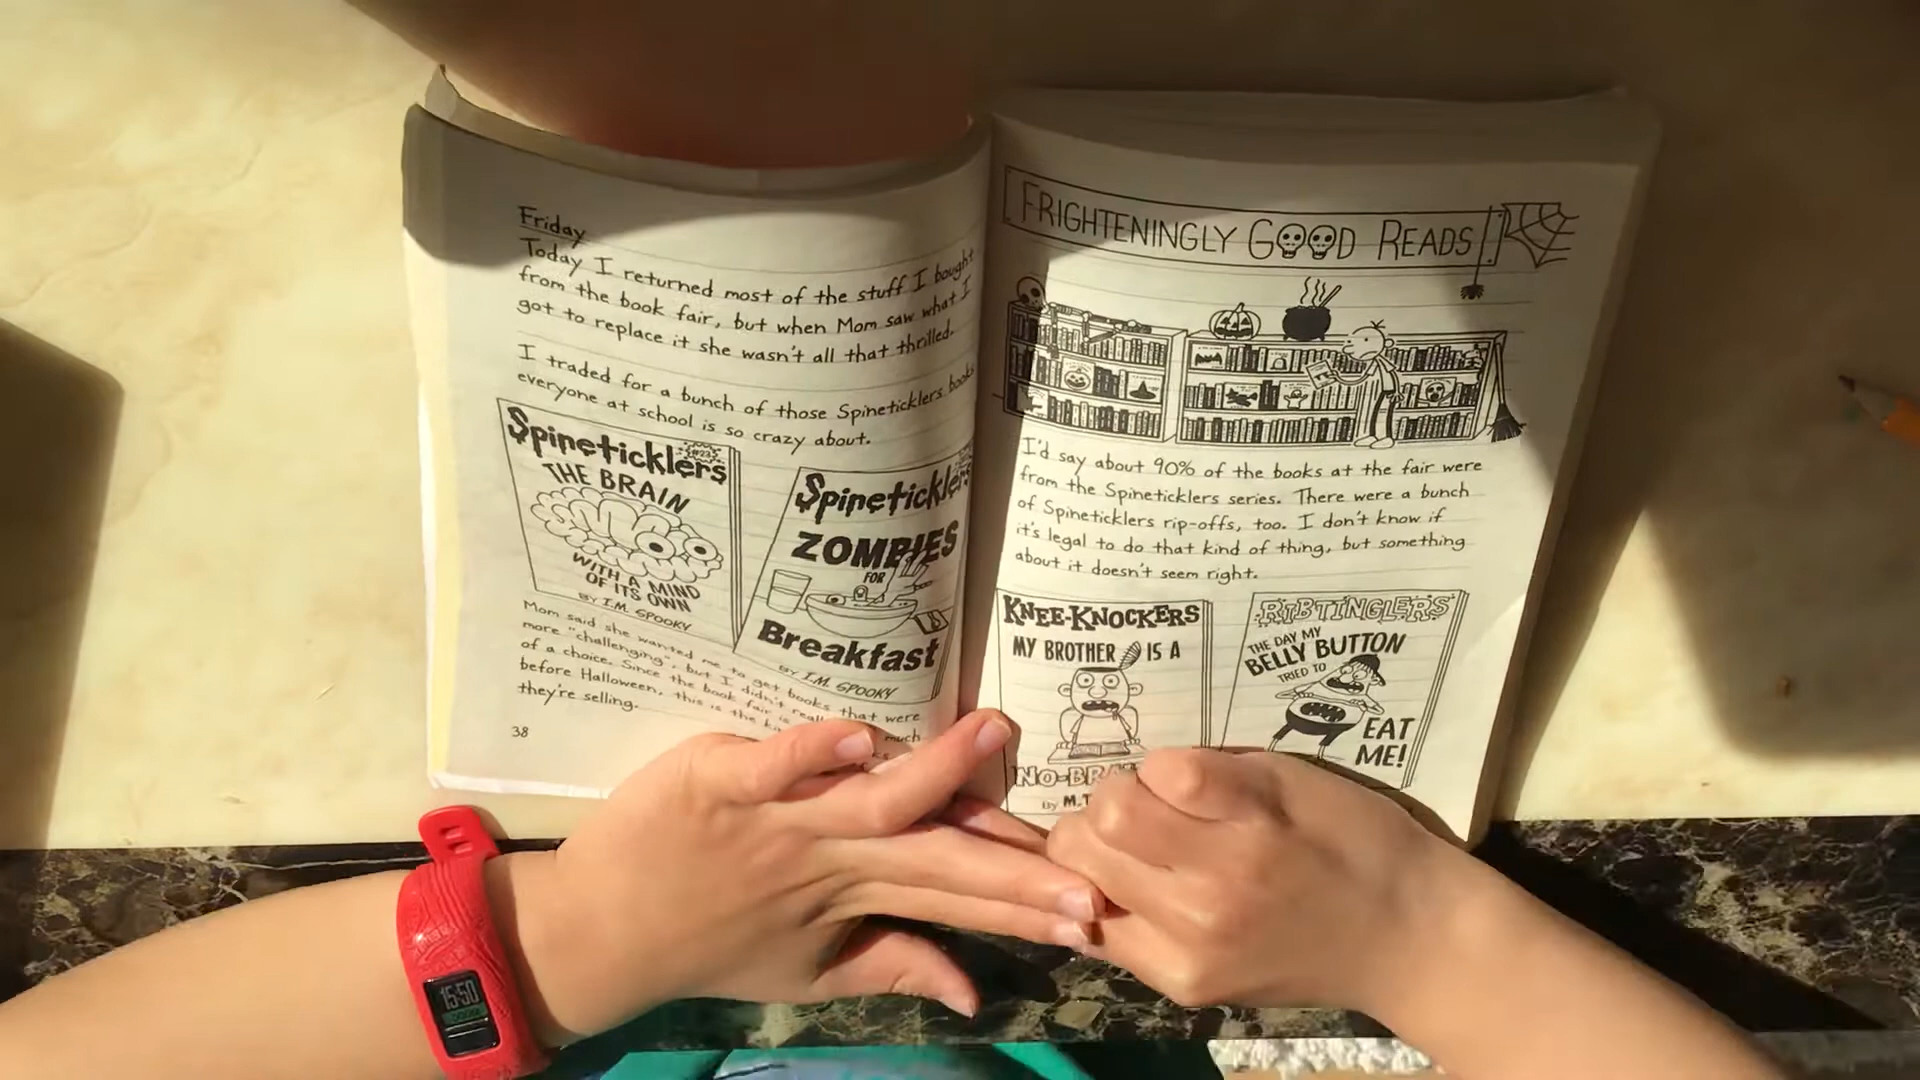 Friday
Today I returned most of the stuff I bought
from the book fair, but when Mom saw what I
got to replace it she wasn't all that thrilled.
I traded for a bunch of those Spineticklers books
everyone at school is so crazy about.
Spineticklers
THE BRAIN
WITH A MIND
OF ITS OWN
BY I.M. SPOOKY
Spineticklers
ZOMBIES
FOR
Breakfast
BY I.M. SPOOKY
Mom said she wanted me to get books that were
more "challenging", but I didn't really much
of a choice. Since the book fair is
before Halloween, this is the
they're selling.
38
FRIGHTENINGLY GOOD READS
I'd say about 90% of the books at the fair were
from the Spineticklers series. There were a bunch
of Spineticklers rip-offs, too. I don't know if
it's legal to do that kind of thing, but something
about it doesn't seem right.
KNEE-KNOCKERS
MY BROTHER IS A
By M.T.
RIBTINGLERS
THE DAY MY
BELLY BUTTON
TRIED TO
EAT
ME!
15:50